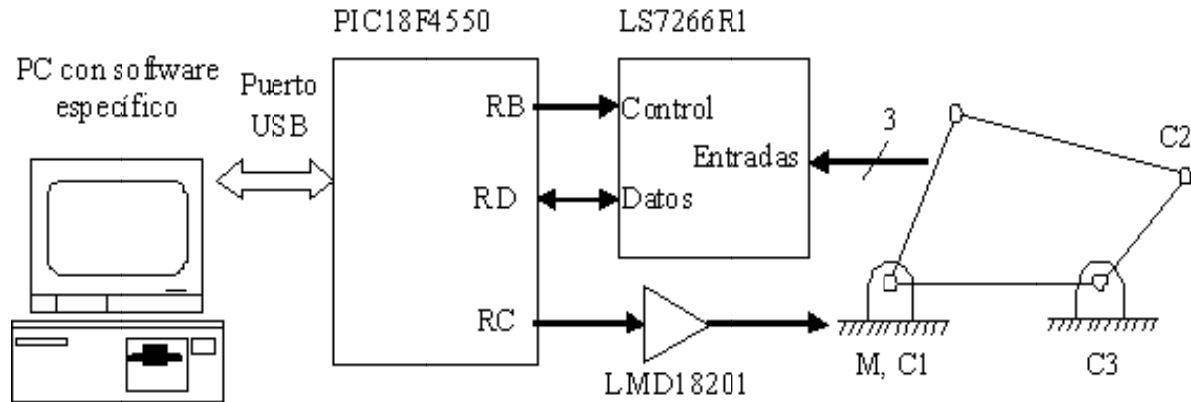 PIC18F4550
LS7266R1
PC con software
específico
Puerto
USB
RB
Control
3
C2
Entradas
RD
Datos
RC
LMD18201
M, C1
C3